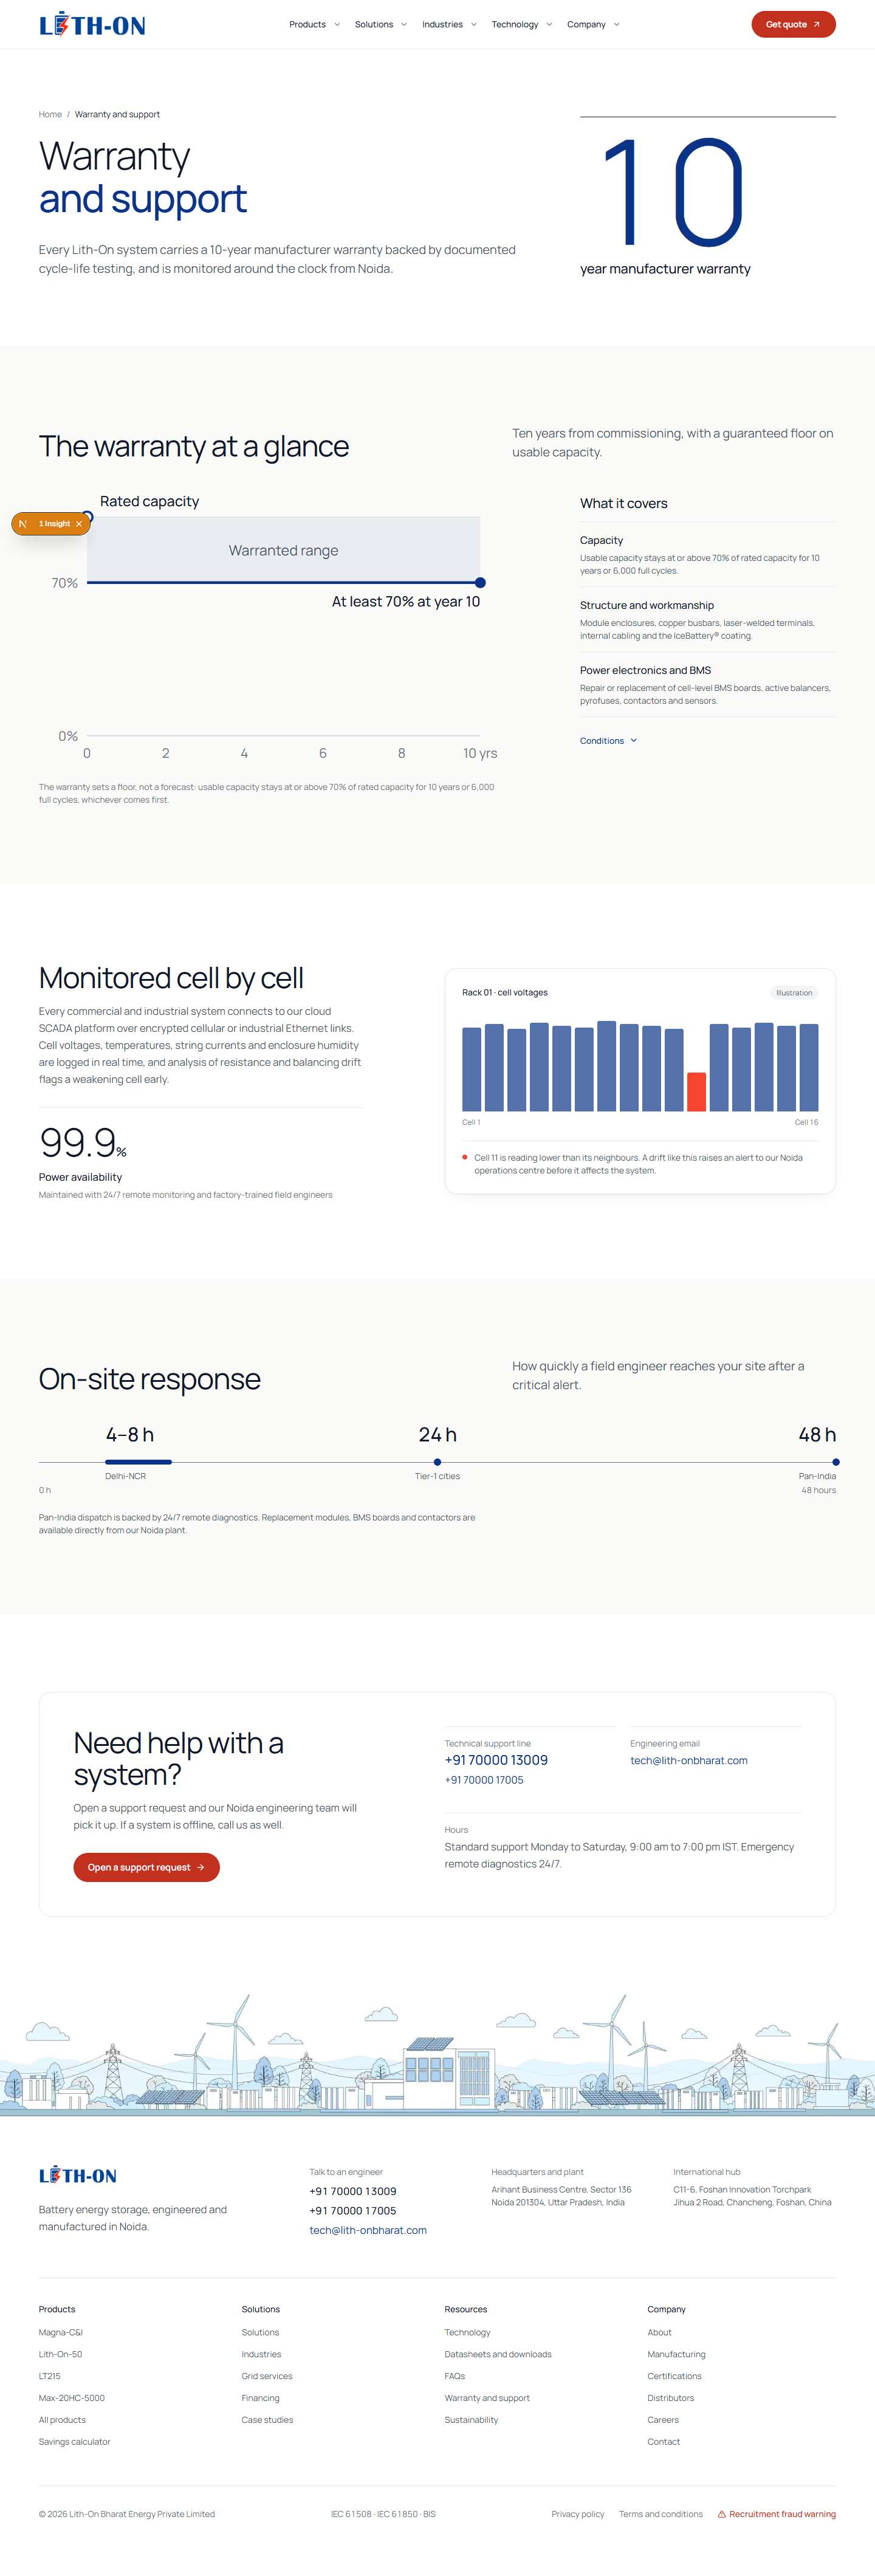 LITH-ON
Products
Solutions
Industries
Technology
Company
Get quote
Home / Warranty and support
Warranty
and support
Every Lith-On system carries a 10-year manufacturer warranty backed by documented
cycle-life testing, and is monitored around the clock from Noida.
10
year manufacturer warranty
The warranty at a glance
Ten years from commissioning, with a guaranteed floor on
usable capacity.
Rated capacity
N 1 Insight
Warranted range
70%
At least 70% at year 10
0%
0 2 4 6 8 10 yrs
The warranty sets a floor, not a forecast: usable capacity stays at or above 70% of rated capacity for 10 years or 6,000
full cycles, whichever comes first.
What it covers
Capacity
Usable capacity stays at or above 70% of rated capacity for 10
years or 6,000 full cycles.
Structure and workmanship
Module enclosures, copper busbars, laser-welded terminals,
internal cabling and the IceBattery® coating.
Power electronics and BMS
Repair or replacement of cell-level BMS boards, active balancers,
pyrofuses, contactors and sensors.
Conditions
Monitored cell by cell
Every commercial and industrial system connects to our cloud
SCADA platform over encrypted cellular or industrial Ethernet links.
Cell voltages, temperatures, string currents and enclosure humidity
are logged in real time, and analysis of resistance and balancing drift
flags a weakening cell early.
99.9%
Power availability
Maintained with 24/7 remote monitoring and factory-trained field engineers
Rack 01 · cell voltages
Illustration
Cell 1
Cell 16
Cell 11 is reading lower than its neighbours. A drift like this raises an alert to our Noida
operations centre before it affects the system.
On-site response
How quickly a field engineer reaches your site after a
critical alert.
4–8 h
24 h
48 h
Delhi-NCR
Tier-1 cities
Pan-India
0 h
48 hours
Pan-India dispatch is backed by 24/7 remote diagnostics. Replacement modules, BMS boards and contactors are
available directly from our Noida plant.
Need help with a
system?
Open a support request and our Noida engineering team will
pick it up. If a system is offline, call us as well.
Open a support request
Technical support line
+91 70000 13009
+91 70000 17005
Engineering email
tech@lith-onbharat.com
Hours
Standard support Monday to Saturday, 9:00 am to 7:00 pm IST. Emergency
remote diagnostics 24/7.
LITH-ON
Battery energy storage, engineered and
manufactured in Noida.
Talk to an engineer
+91 70000 13009
+91 70000 17005
tech@lith-onbharat.com
Headquarters and plant
Arihant Business Centre, Sector 136
Noida 201304, Uttar Pradesh, India
International hub
C11-6, Foshan Innovation Torchpark
Jihua 2 Road, Chancheng, Foshan, China
Products
Magna-C&I
Lith-On-50
LT215
Max-20HC-5000
All products
Savings calculator
Solutions
Solutions
Industries
Grid services
Financing
Case studies
Resources
Technology
Datasheets and downloads
FAQs
Warranty and support
Sustainability
Company
About
Manufacturing
Certifications
Distributors
Careers
Contact
© 2026 Lith-On Bharat Energy Private Limited
IEC 61508 · IEC 61850 · BIS
Privacy policy
Terms and conditions
Recruitment fraud warning